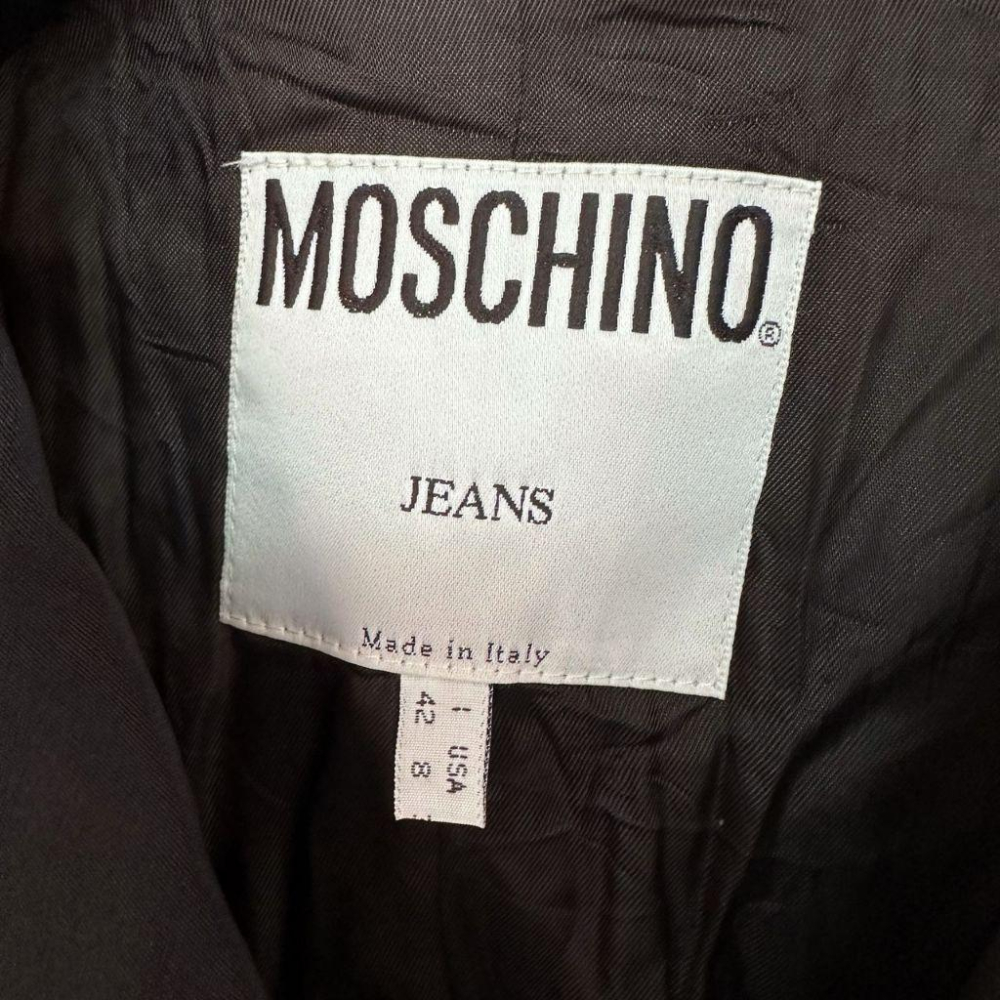 MOSCHINO®
JEANS
Made in Italy
I USA
42 8